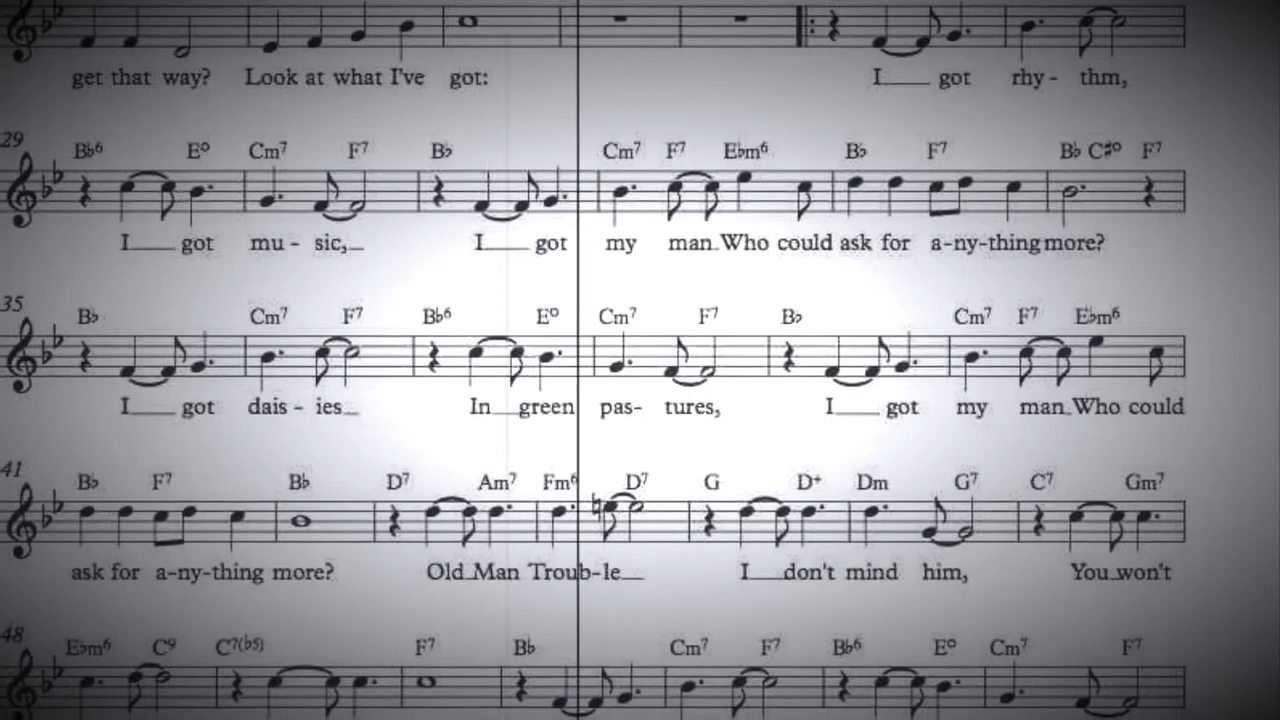 get that way? Look at what I've got: I got rhy - thm,
29
B♭6 E° Cm7 F7 B♭ Cm7 F7 E♭m6 B♭ F7 B♭ C♯° F7
I got mu - sic, I got my man Who could ask for a-ny-thing more?
35
B♭ Cm7 F7 B♭6 E° Cm7 F7 B♭ Cm7 F7 E♭m6
I got dais - ies In green pas- tures, I got my man Who could
41
B♭ F7 B♭ D7 Am7 Fm6 D7 G D+ Dm G7 C7 Gm7
ask for a-ny-thing more? Old Man Troub-le I don't mind him, You won't
48
E♭m6 C9 C7(♭5) F7 B♭ Cm7 F7 B♭6 E° Cm7 F7